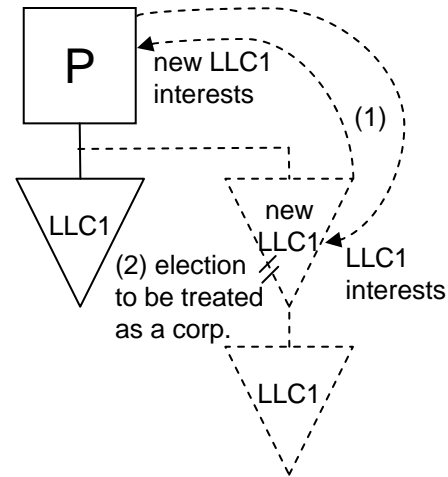 P
new LLC1
interests
(1)
LLC1
new
LLC1
LLC1
interests
(2) election
to be treated
as a corp.
LLC1